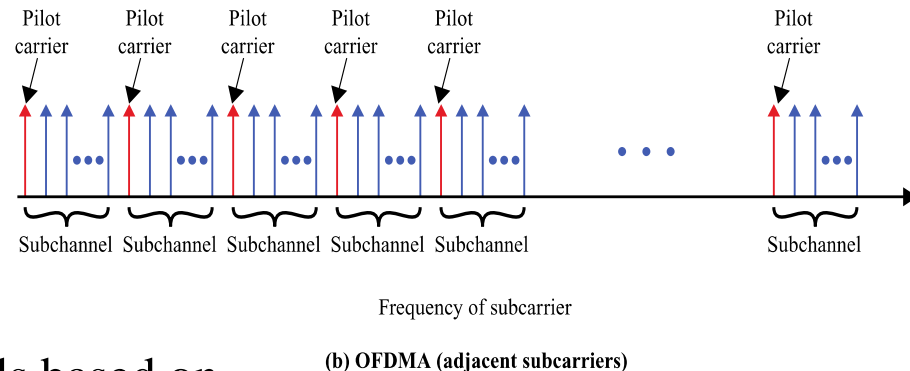 Pilot Pilot Pilot Pilot Pilot Pilot
carrier carrier carrier carrier carrier carrier
Subchannel Subchannel Subchannel Subchannel Subchannel Subchannel
Frequency of subcarrier
(b) OFDMA (adjacent subcarriers)